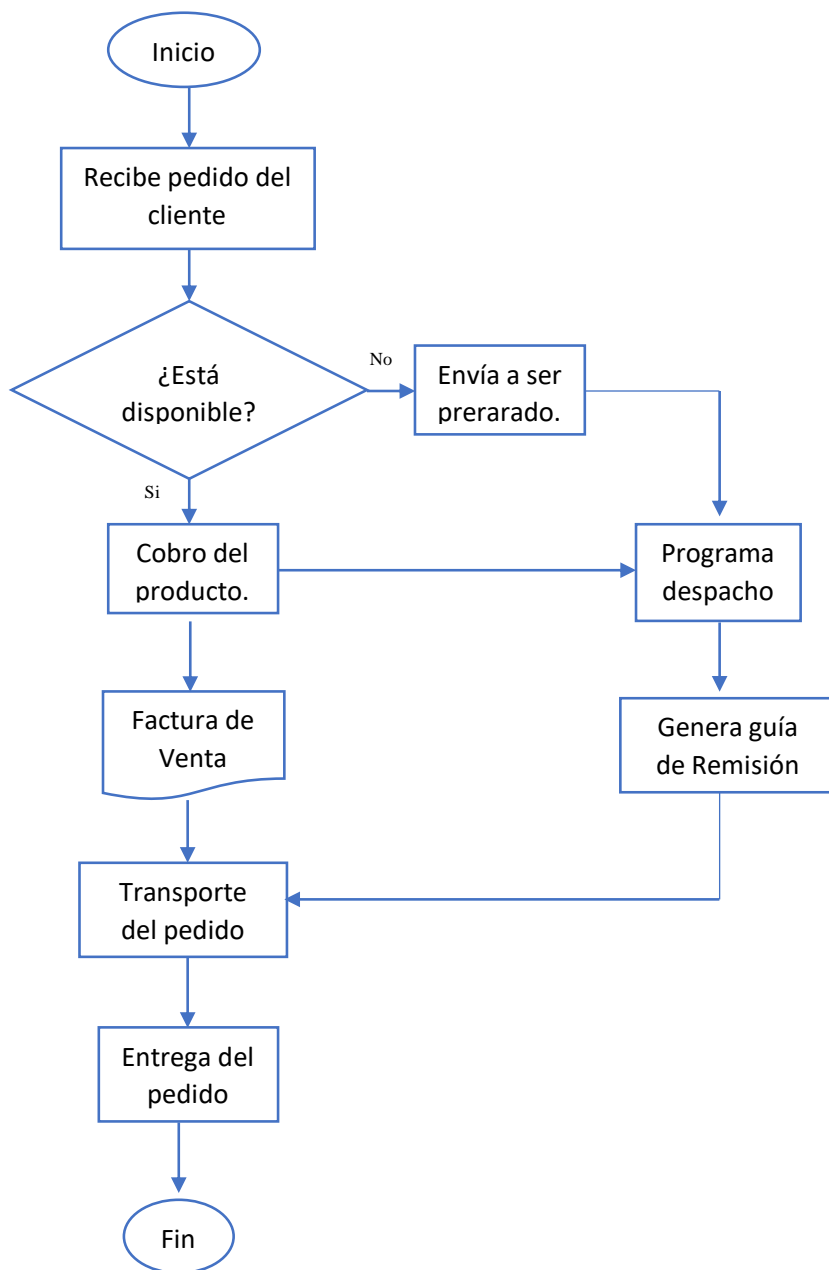 Inicio
Recibe pedido del
cliente
¿Está
disponible?
No
Envía a ser
prerarado.
Si
Cobro del
producto.
Programa
despacho
Factura de
Venta
Genera guía
de Remisión
Transporte
del pedido
Entrega del
pedido
Fin